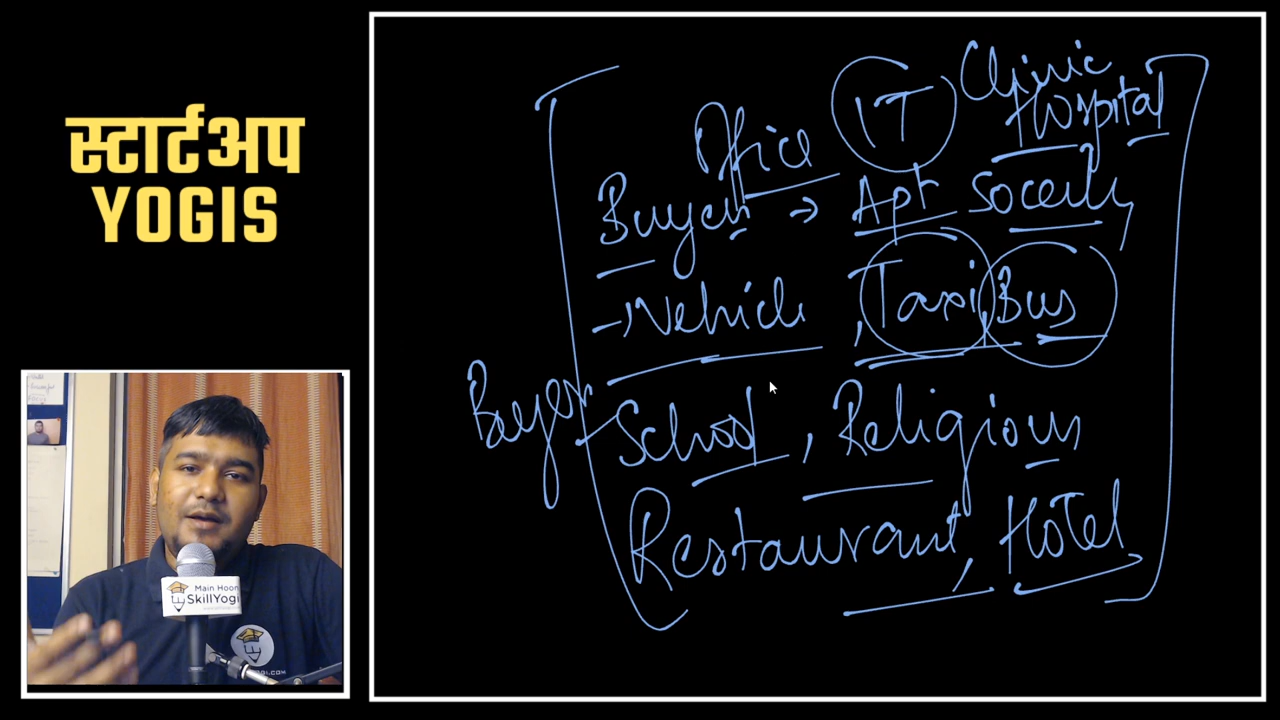 स्टार्टअप
YOGIS
Main Hoon
SkillYogi
Clinic
Office IT Hospital
Buyer → Apt Soceity,
→ Vehicle, Taxi, Bus
Buyer School, Religious
Restaurant, Hotel,